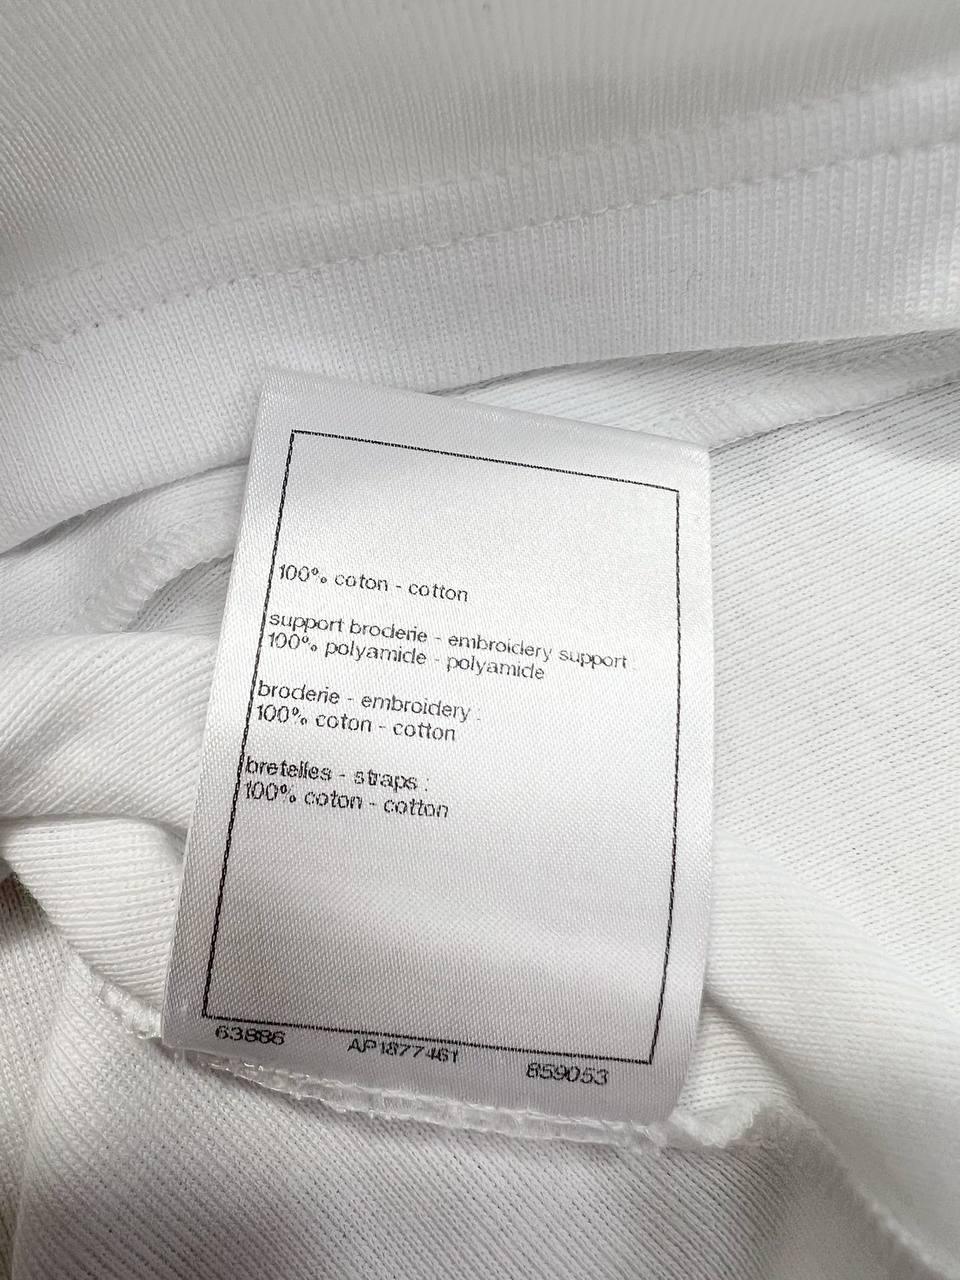 100% coton - cotton
support broderie - embroidery support :
100% polyamide - polyamide
broderie - embroidery :
100% coton - cotton
bretelles - straps :
100% coton - cotton
63886 AP1877461 859053